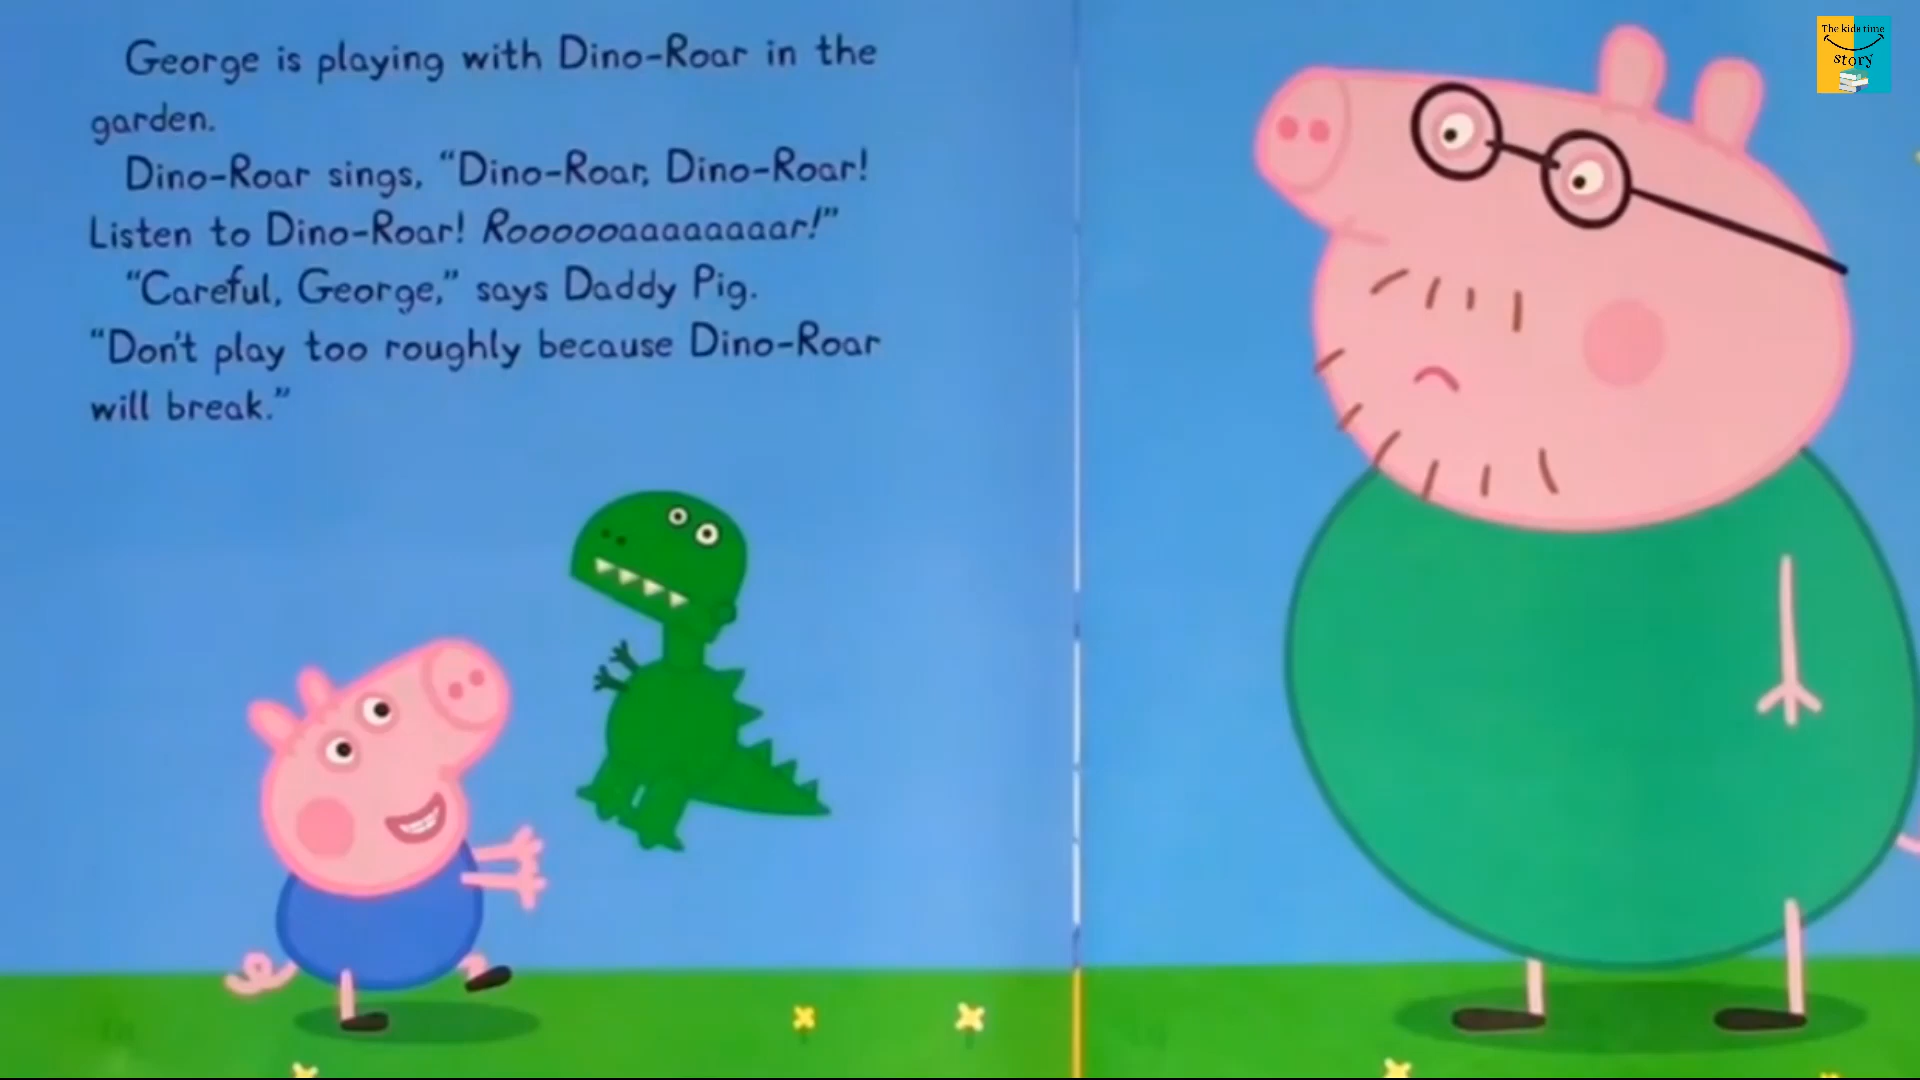 George is playing with Dino-Roar in the
garden.
Dino-Roar sings, “Dino-Roar, Dino-Roar!
Listen to Dino-Roar! Roooooaaaaaaaar!”
“Careful, George,” says Daddy Pig.
“Don't play too roughly because Dino-Roar
will break.”
The kids time
story